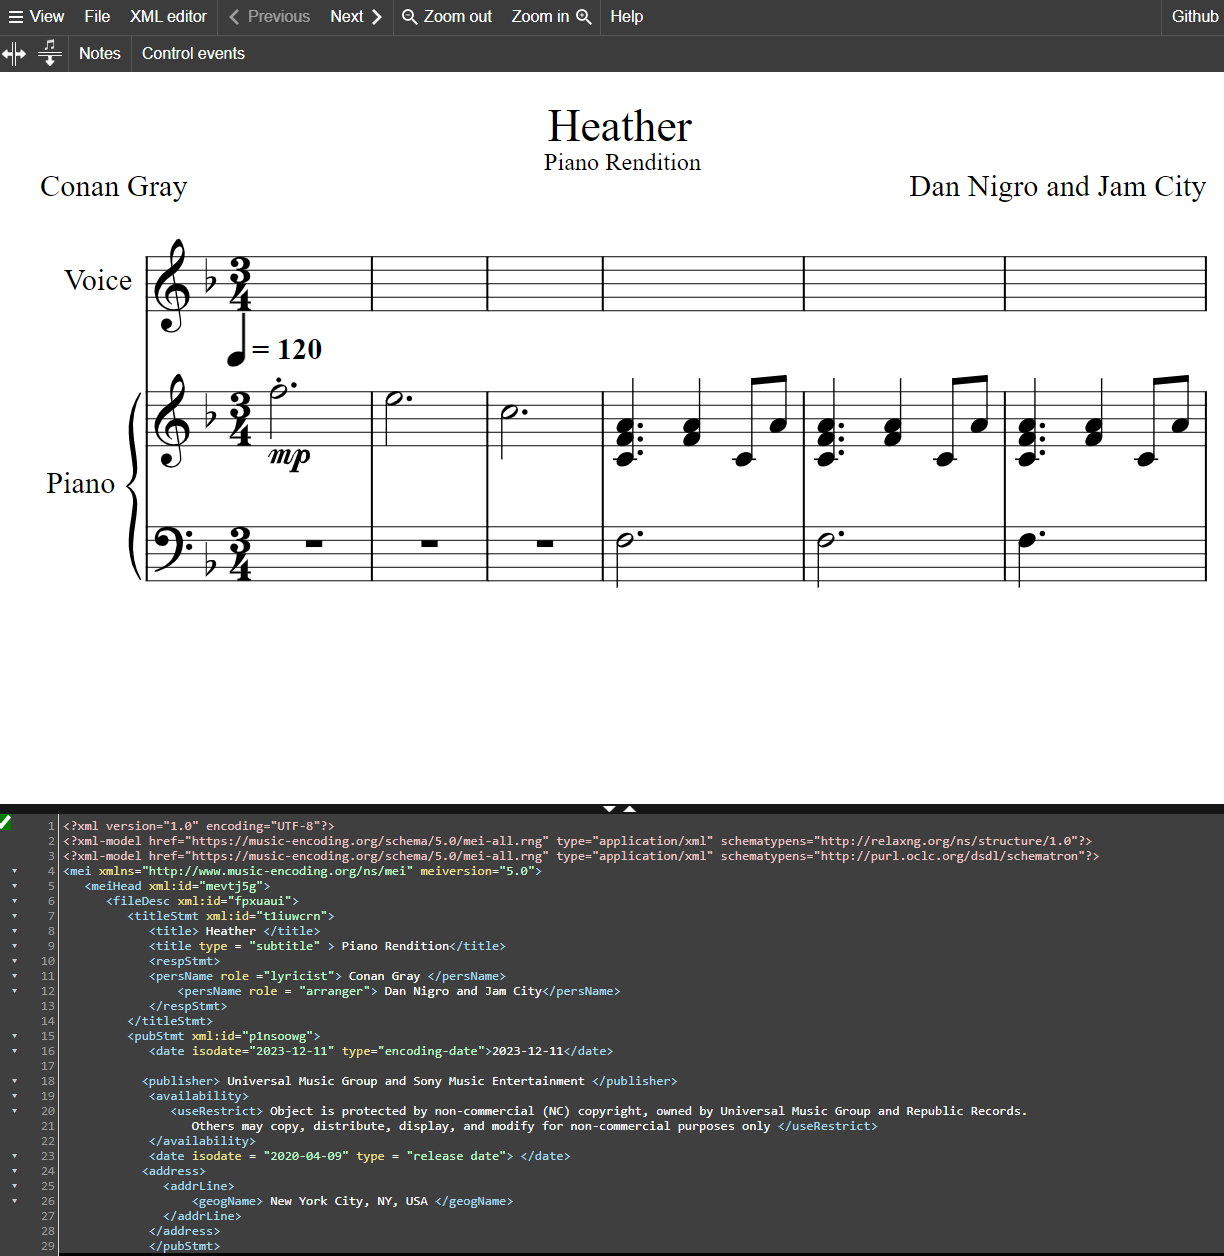 View File XML editor Previous Next Zoom out Zoom in Help Github
Notes Control events
Heather
Piano Rendition
Conan Gray Dan Nigro and Jam City
Voice
3 4
= 120
3 4
mp
Piano
3 4
1 <?xml version="1.0" encoding="UTF-8"?>
2 <?xml-model href="https://music-encoding.org/schema/5.0/mei-all.rng" type="application/xml" schematypens="http://relaxng.org/ns/structure/1.0"?>
3 <?xml-model href="https://music-encoding.org/schema/5.0/mei-all.rng" type="application/xml" schematypens="http://purl.oclc.org/dsdl/schematron"?>
4 <mei xmlns="http://www.music-encoding.org/ns/mei" meiversion="5.0">
5 <meiHead xml:id="mevtj5g">
6 <fileDesc xml:id="fpxuaui">
7 <titleStmt xml:id="t1iuwcrn">
8 <title> Heather </title>
9 <title type = "subtitle" > Piano Rendition</title>
10 <respStmt>
11 <persName role ="lyricist"> Conan Gray </persName>
12 <persName role = "arranger"> Dan Nigro and Jam City</persName>
13 </respStmt>
14 </titleStmt>
15 <pubStmt xml:id="p1nsoowg">
16 <date isodate="2023-12-11" type="encoding-date">2023-12-11</date>
17
18 <publisher> Universal Music Group and Sony Music Entertainment </publisher>
19 <availability>
20 <useRestrict> Object is protected by non-commercial (NC) copyright, owned by Universal Music Group and Republic Records.
21 Others may copy, distribute, display, and modify for non-commercial purposes only </useRestrict>
22 </availability>
23 <date isodate = "2020-04-09" type = "release date"> </date>
24 <address>
25 <addrLine>
26 <geogName> New York City, NY, USA </geogName>
27 </addrLine>
28 </address>
29 </pubStmt>